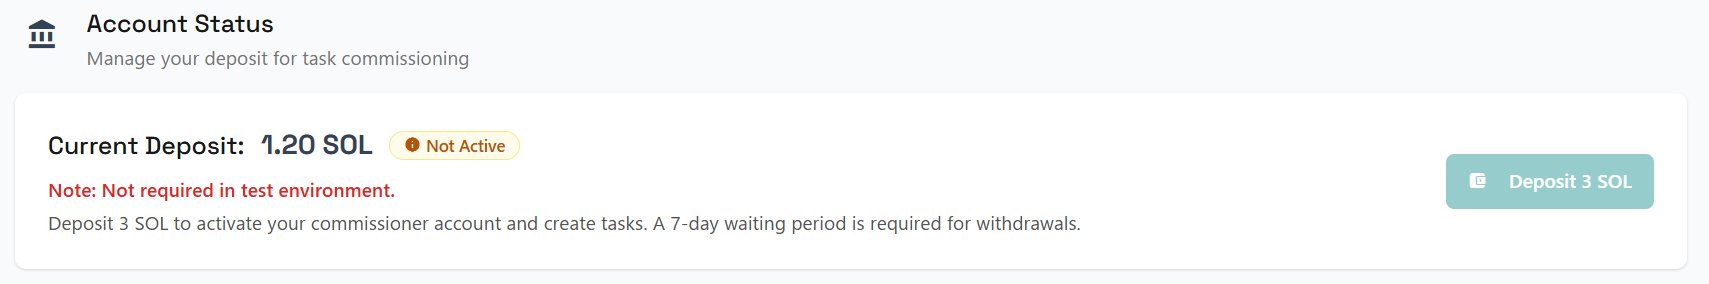 Account Status
Manage your deposit for task commissioning
Current Deposit: 1.20 SOL Not Active
Note: Not required in test environment.
Deposit 3 SOL
Deposit 3 SOL to activate your commissioner account and create tasks. A 7-day waiting period is required for withdrawals.